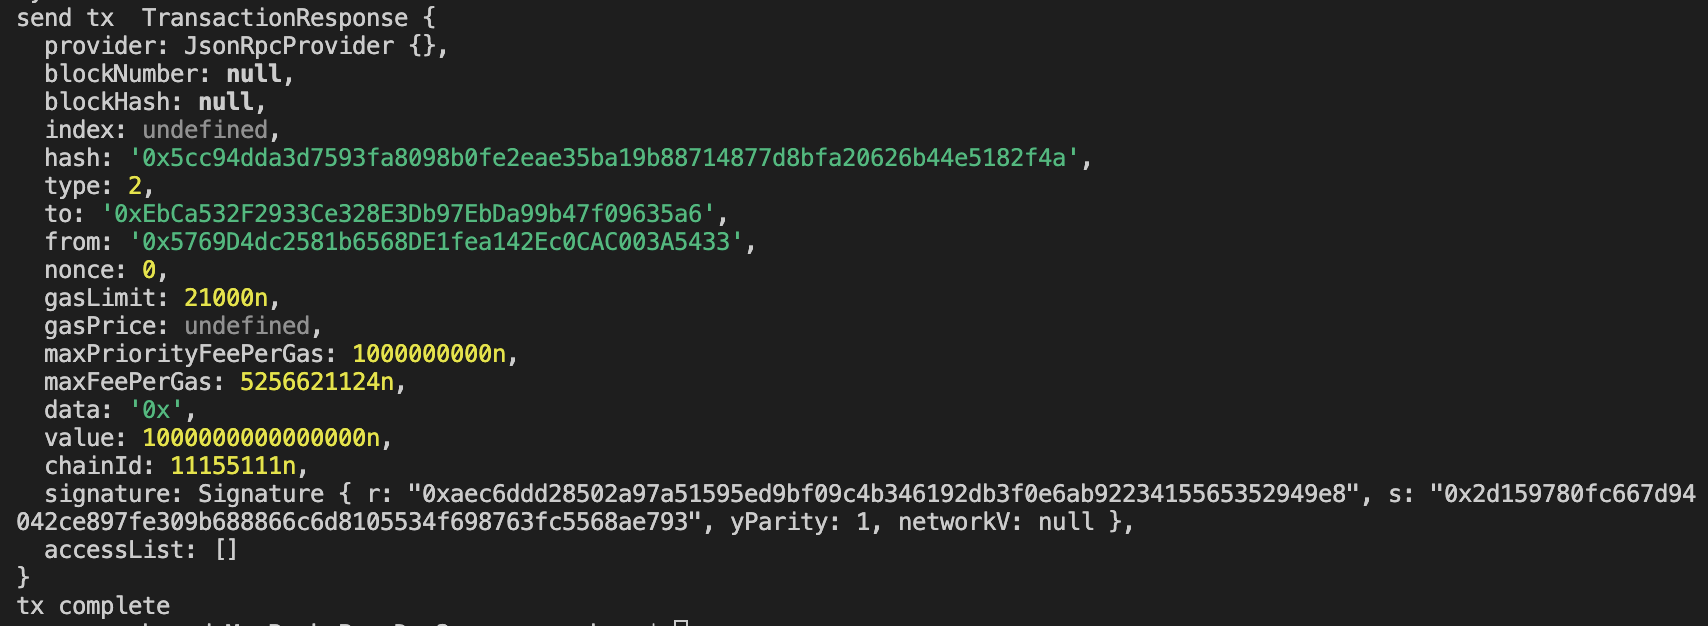 send tx  TransactionResponse {
  provider: JsonRpcProvider {},
  blockNumber: null,
  blockHash: null,
  index: undefined,
  hash: '0x5cc94dda3d7593fa8098b0fe2eae35ba19b88714877d8bfa20626b44e5182f4a',
  type: 2,
  to: '0xEbCa532F2933Ce328E3Db97EbDa99b47f09635a6',
  from: '0x5769D4dc2581b6568DE1fea142Ec0CAC003A5433',
  nonce: 0,
  gasLimit: 21000n,
  gasPrice: undefined,
  maxPriorityFeePerGas: 1000000000n,
  maxFeePerGas: 5256621124n,
  data: '0x',
  value: 1000000000000000n,
  chainId: 11155111n,
  signature: Signature { r: "0xaec6ddd28502a97a51595ed9bf09c4b346192db3f0e6ab9223415565352949e8", s: "0x2d159780fc667d94
042ce897fe309b688866c6d8105534f698763fc5568ae793", yParity: 1, networkV: null },
  accessList: []
}
tx complete